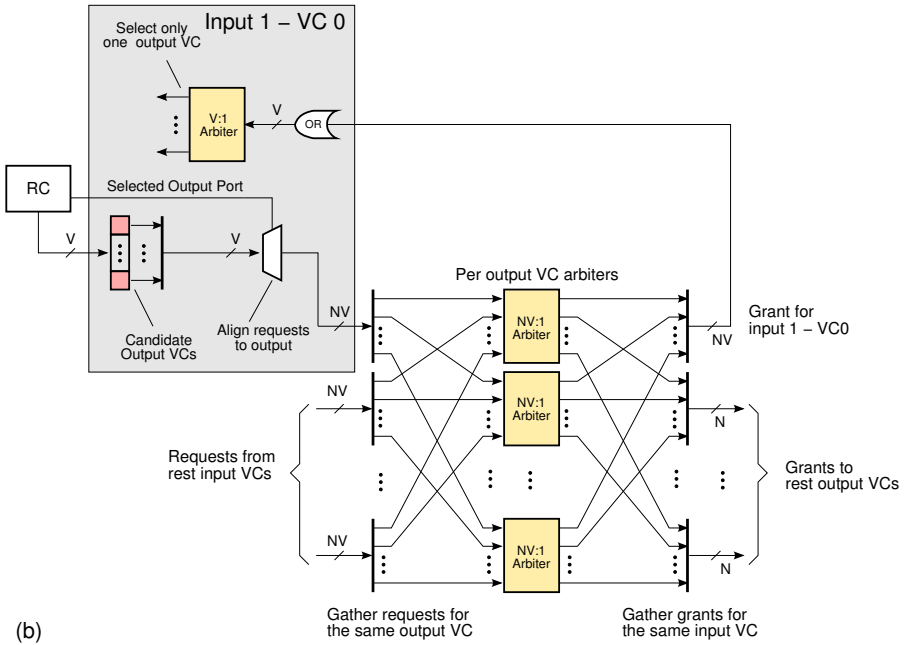 Input 1 – VC 0
Select only
one output VC
V:1
Arbiter
V
OR
RC
Selected Output Port
V
V
Candidate
Output VCs
Align requests
to output
NV
Per output VC arbiters
NV:1
Arbiter
NV
Grant for
input 1 – VC0
NV
NV:1
Arbiter
N
Requests from
rest input VCs
Grants to
rest output VCs
NV
NV:1
Arbiter
N
Gather requests for
the same output VC
Gather grants for
the same input VC
(b)